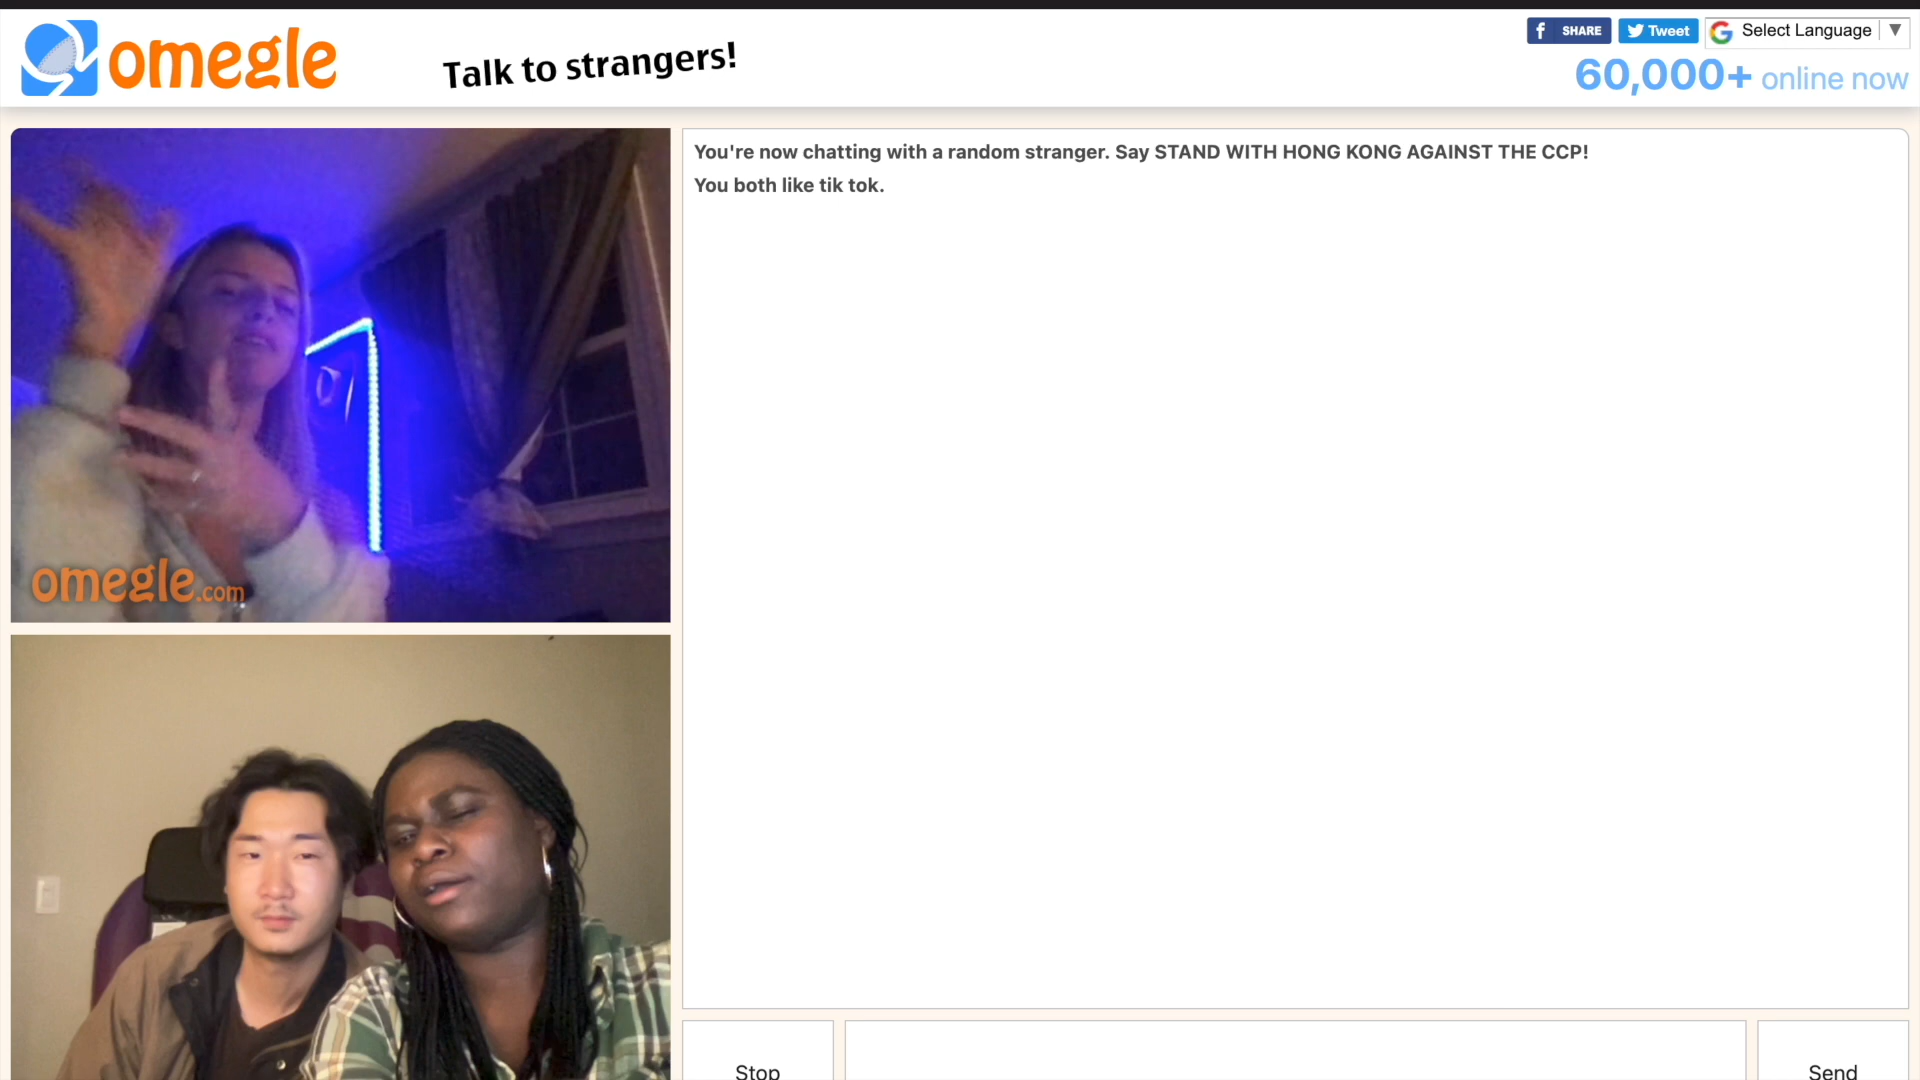 omegle
Talk to strangers!
f SHARE
Tweet
G Select Language ▼
60,000+ online now
You're now chatting with a random stranger. Say STAND WITH HONG KONG AGAINST THE CCP!
You both like tik tok.
omegle.com
Stop
Send